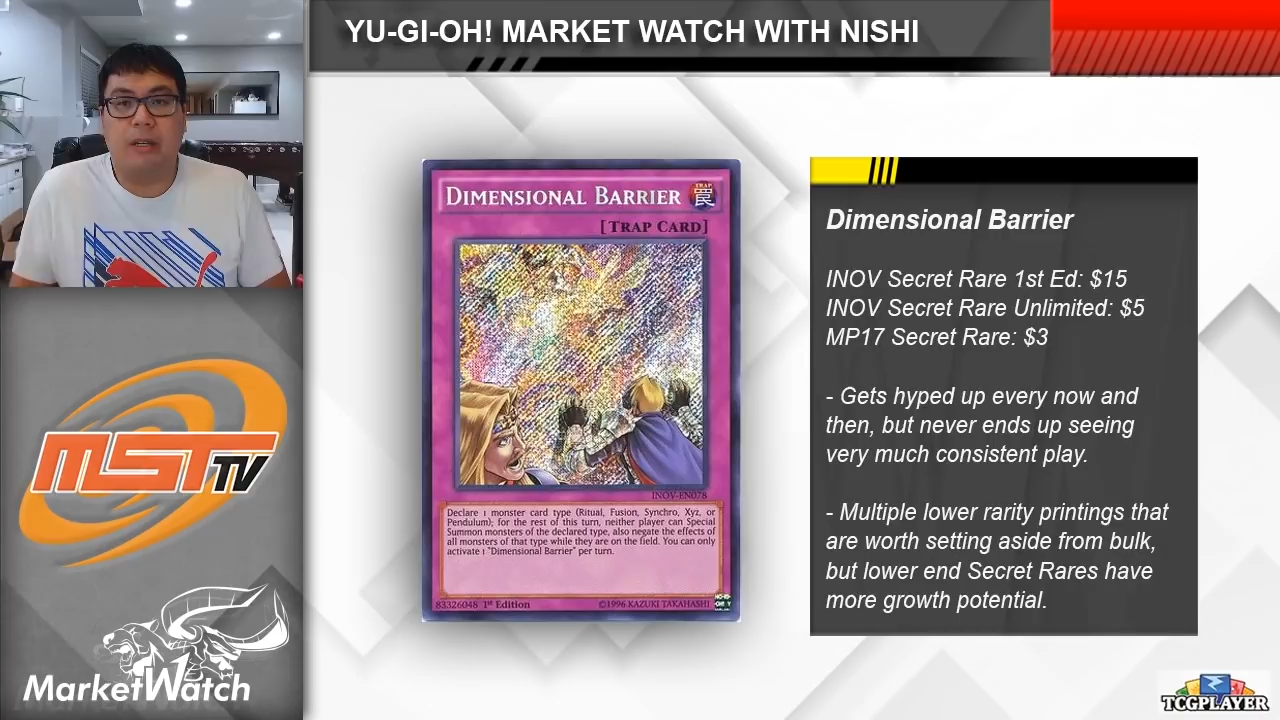 YU-GI-OH! MARKET WATCH WITH NISHI
DIMENSIONAL BARRIER
TRAP
罠
[TRAP CARD]
INOV-EN078
Declare 1 monster card type (Ritual, Fusion, Synchro, Xyz, or
Pendulum); for the rest of this turn, neither player can Special
Summon monsters of the declared type, also negate the effects of
all monsters of that type while they are on the field. You can only
activate 1 "Dimensional Barrier" per turn.
83326048 1st Edition
©1996 KAZUKI TAKAHASHI
Dimensional Barrier
INOV Secret Rare 1st Ed: $15
INOV Secret Rare Unlimited: $5
MP17 Secret Rare: $3
- Gets hyped up every now and
then, but never ends up seeing
very much consistent play.
- Multiple lower rarity printings that
are worth setting aside from bulk,
but lower end Secret Rares have
more growth potential.
MST TV
MarketWatch
TCGPLAYER